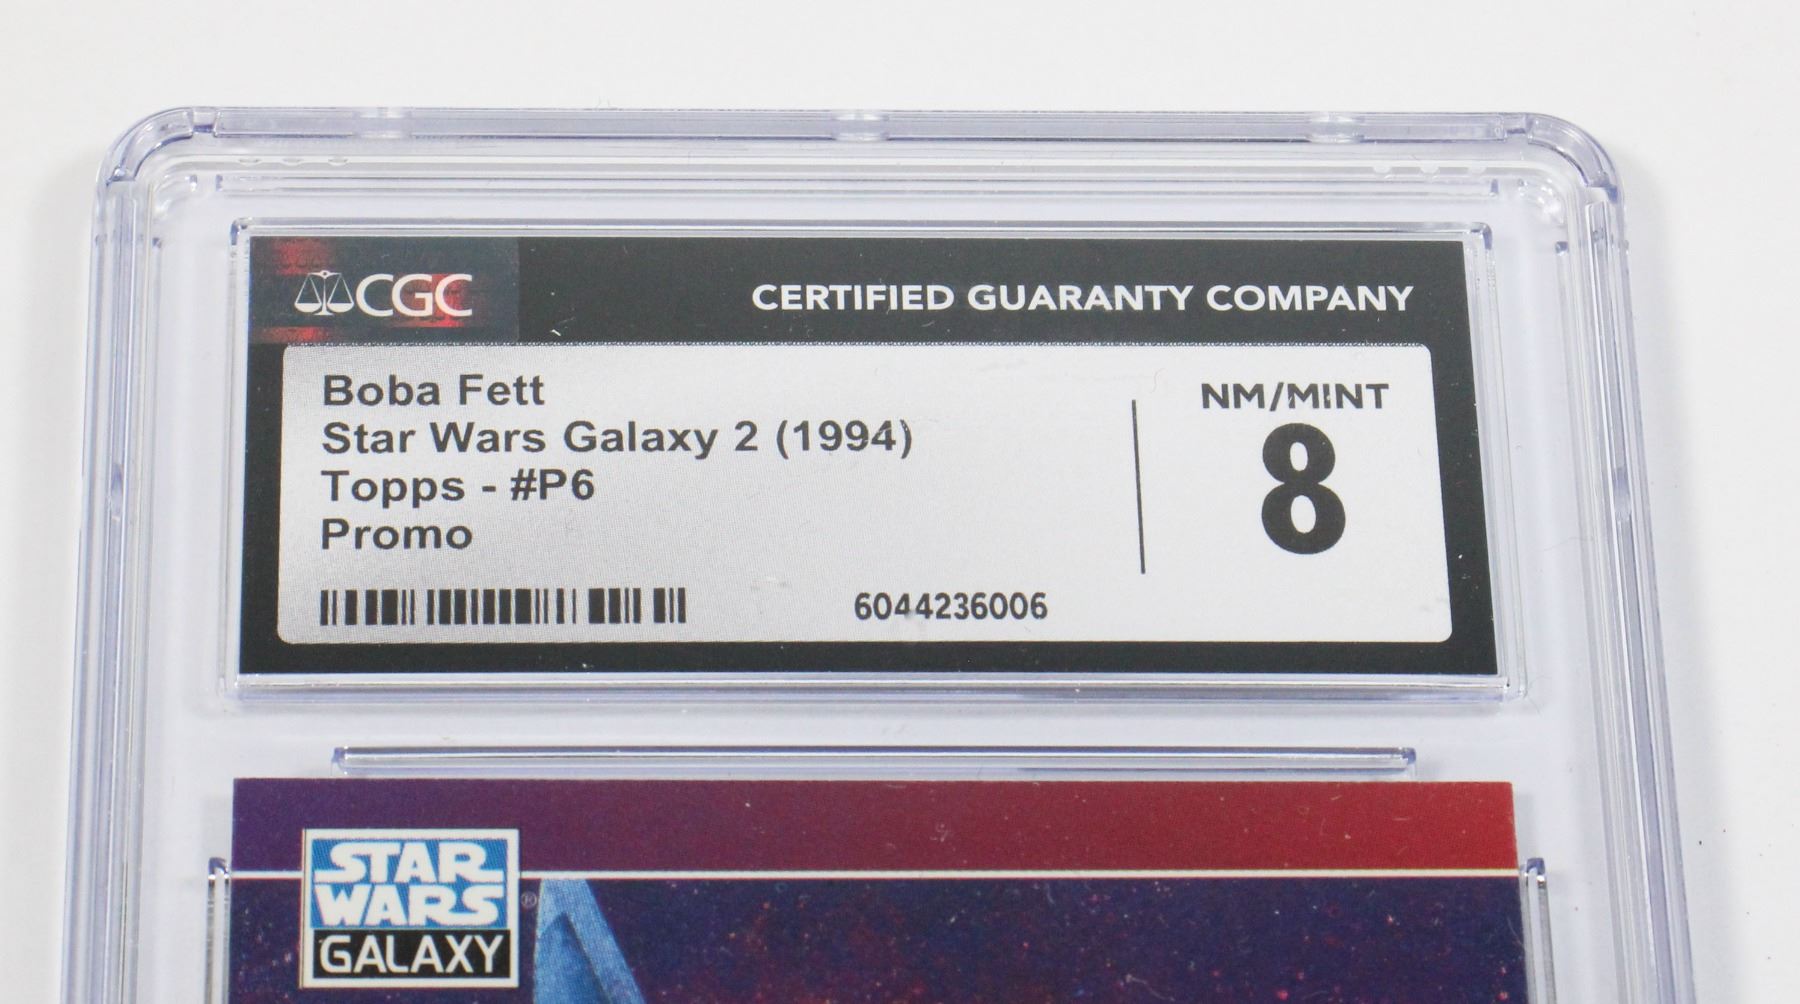 CGC
CERTIFIED GUARANTY COMPANY
Boba Fett
Star Wars Galaxy 2 (1994)
Topps - #P6
Promo
NM/MINT
8
6044236006
STAR
WARS®
GALAXY